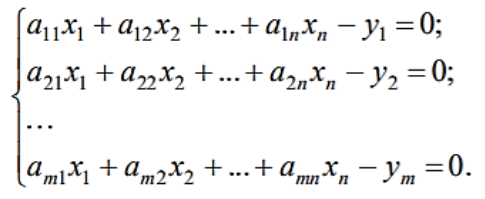 a₁₁x₁ + a₁₂x₂ + ... + a₁ₙxₙ − y₁ = 0;
a₂₁x₁ + a₂₂x₂ + ... + a₂ₙxₙ − y₂ = 0;
...
aₘ₁x₁ + aₘ₂x₂ + ... + aₘₙxₙ − yₘ = 0.